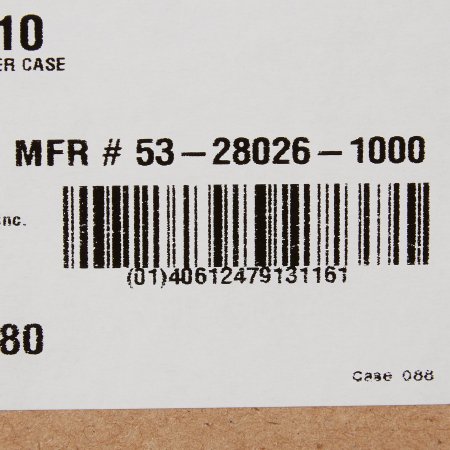 10
ER CASE
MFR # 53-28026-1000
nc.
(01)40612479131161
80
Case 088